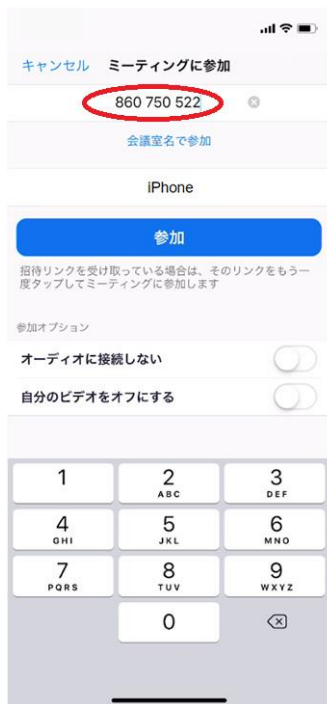 キャンセル ミーティングに参加
860 750 522
会議室名で参加
iPhone
参加
招待リンクを受け取っている場合は、そのリンクをもう一
度タップしてミーティングに参加します
参加オプション
オーディオに接続しない
自分のビデオをオフにする
1 2 3
ABC DEF
4 5 6
GHI JKL MNO
7 8 9
PQRS TUV WXYZ
0